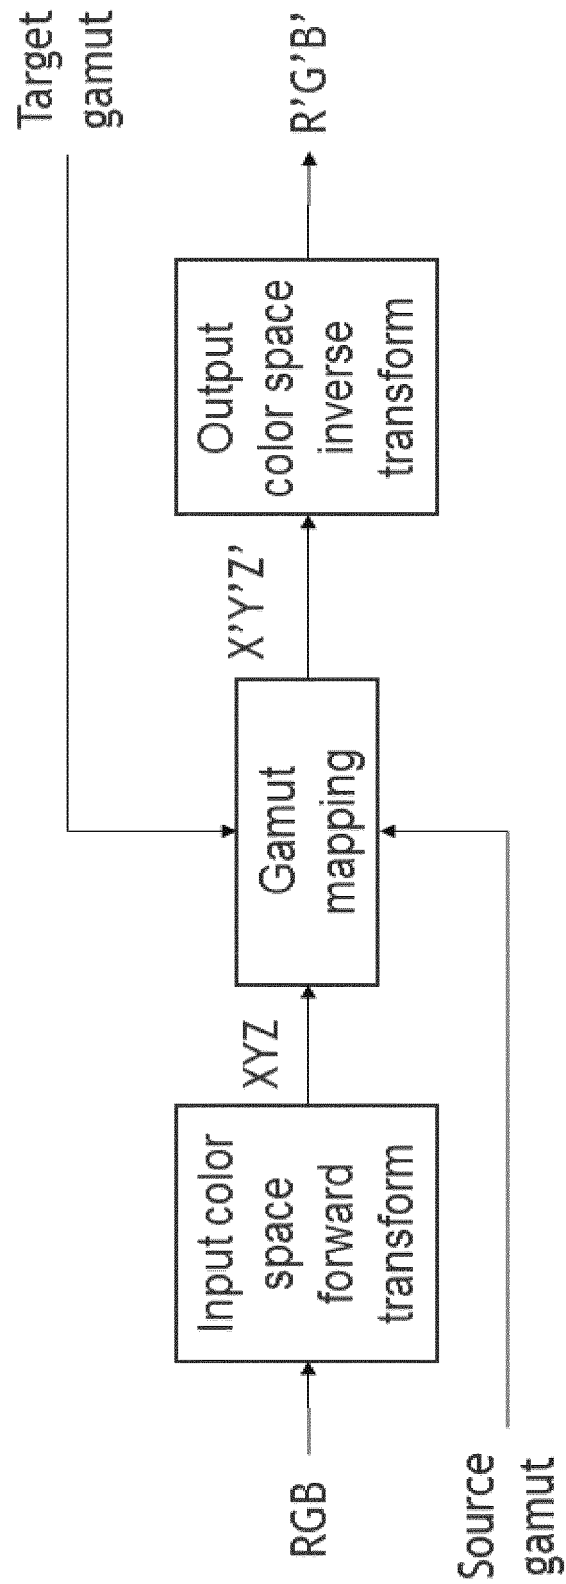 Target
gamut
RGB
Input color
space
forward
transform
XYZ
Gamut
mapping
X'Y'Z'
Output
color space
inverse
transform
R'G'B'
Source
gamut